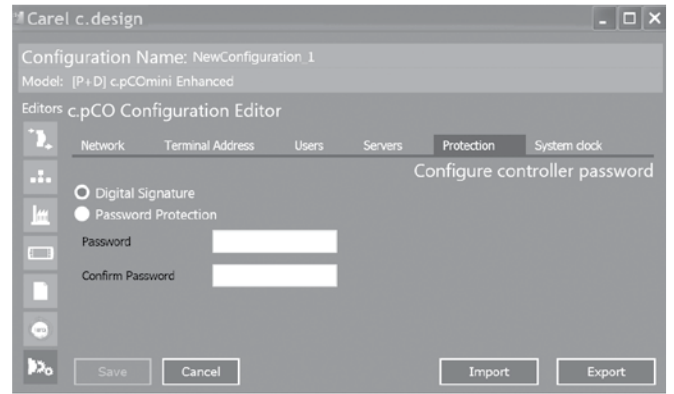 Carel c.design
Configuration Name: NewConfiguration_1
Model: [P+D] c.pCOmini Enhanced
Editors c.pCO Configuration Editor
Network Terminal Address Users Servers Protection System clock
Configure controller password
Digital Signature
Password Protection
Password
Confirm Password
Save Cancel Import Export